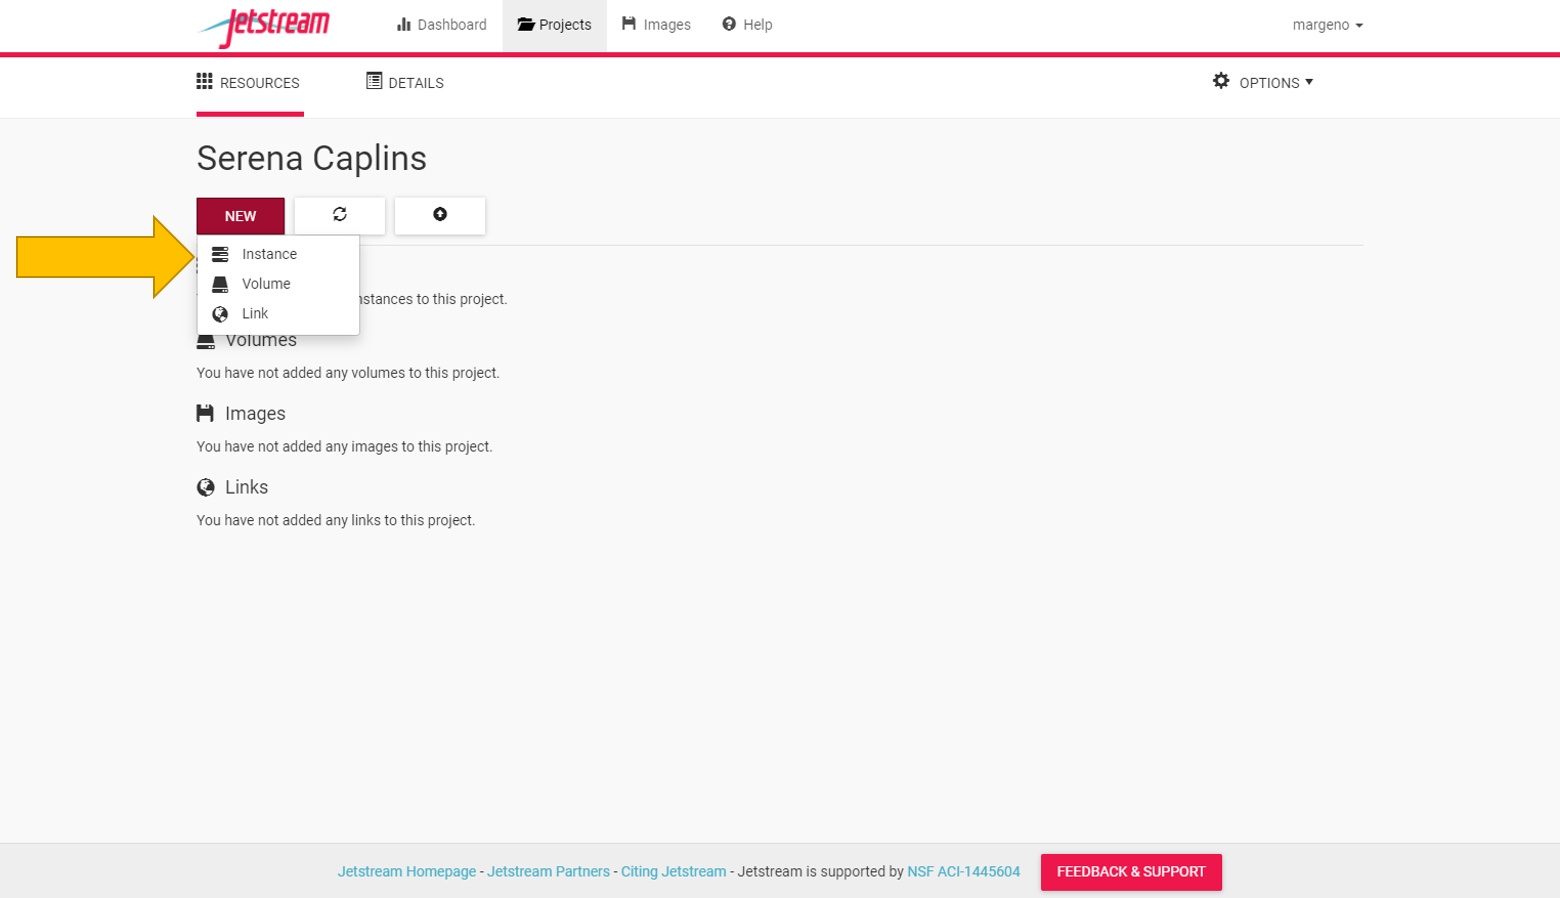 Jetstream Dashboard Projects Images Help margeno
RESOURCES DETAILS OPTIONS
Serena Caplins
NEW
Instance
Volume
Link
nstances to this project.
Volumes
You have not added any volumes to this project.
Images
You have not added any images to this project.
Links
You have not added any links to this project.
Jetstream Homepage - Jetstream Partners - Citing Jetstream - Jetstream is supported by NSF ACI-1445604 FEEDBACK & SUPPORT